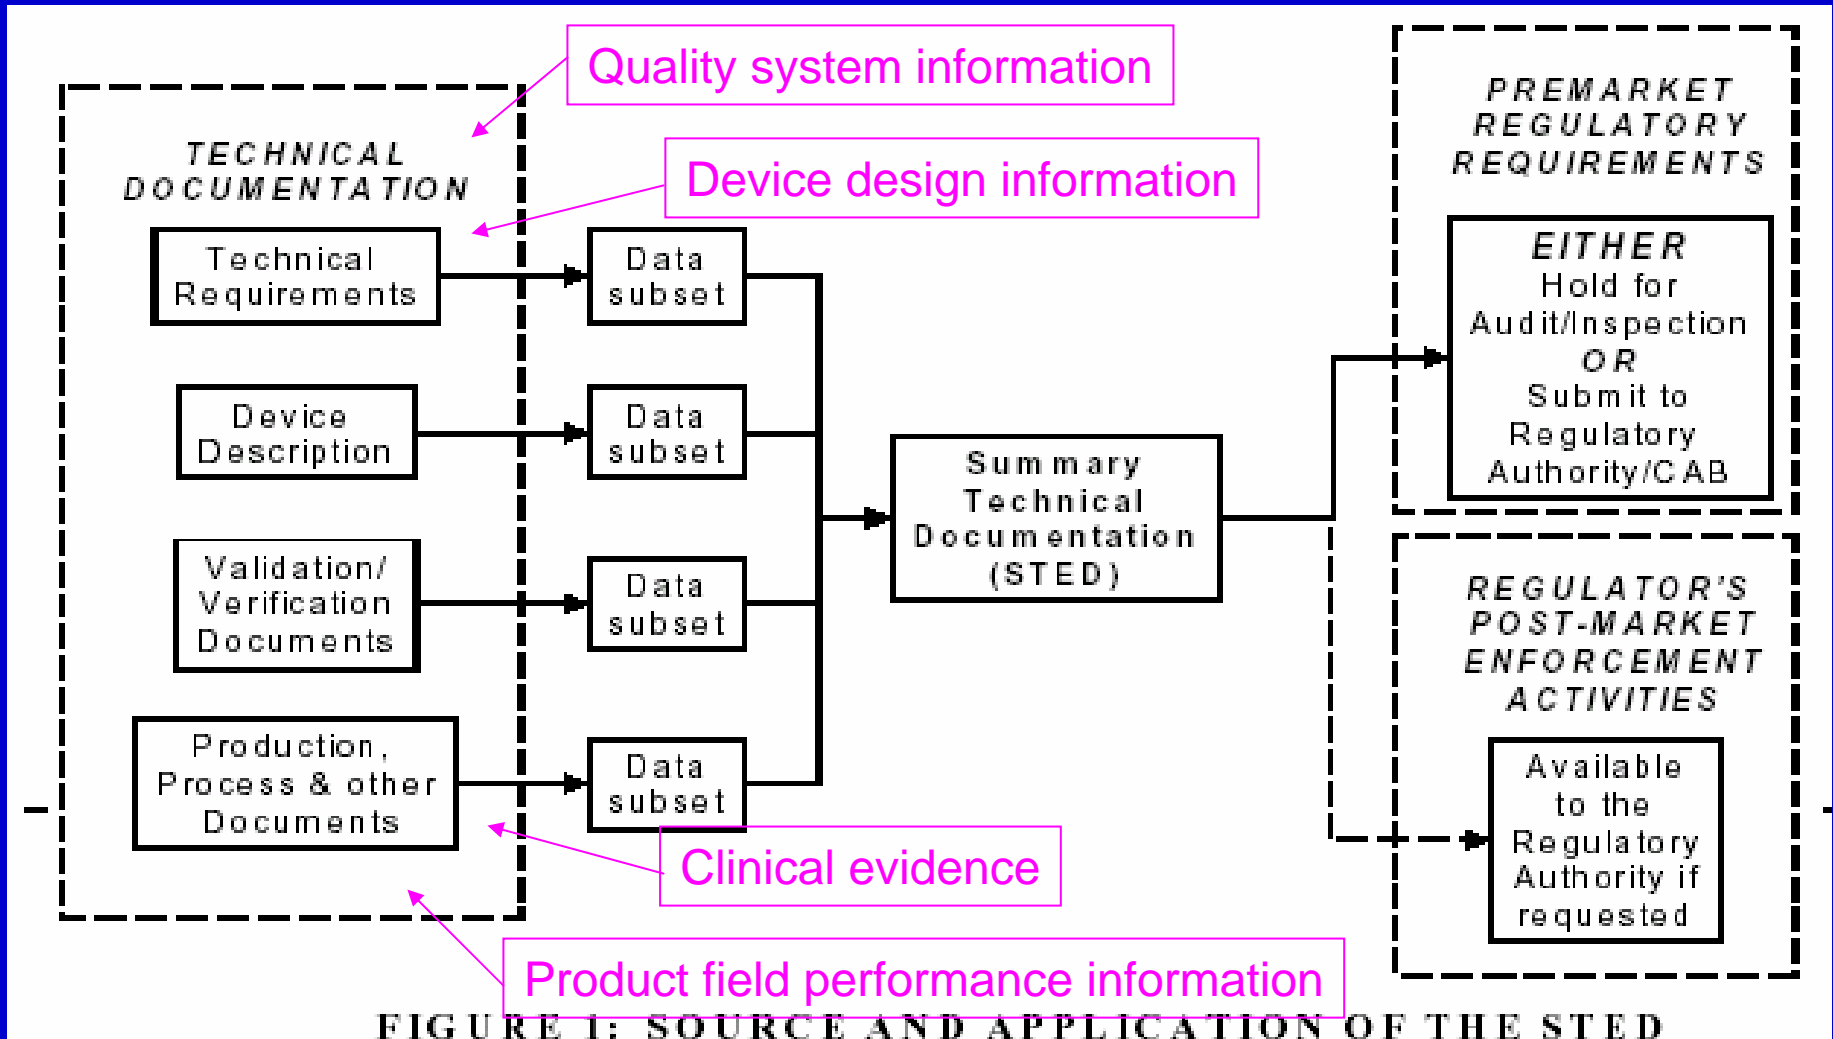 Quality system information
Device design information
TECHNICAL
DOCUMENTATION
Technical
Requirements
Data
subset
Device
Description
Data
subset
Validation/
Verification
Documents
Data
subset
Production,
Process & other
Documents
Data
subset
Clinical evidence
Product field performance information
Summary
Technical
Documentation
(STED)
PREMARKET
REGULATORY
REQUIREMENTS
EITHER
Hold for
Audit/Inspection
OR
Submit to
Regulatory
Authority/CAB
REGULATOR'S
POST-MARKET
ENFORCEMENT
ACTIVITIES
Available
to the
Regulatory
Authority if
requested
FIGURE 1: SOURCE AND APPLICATION OF THE STED